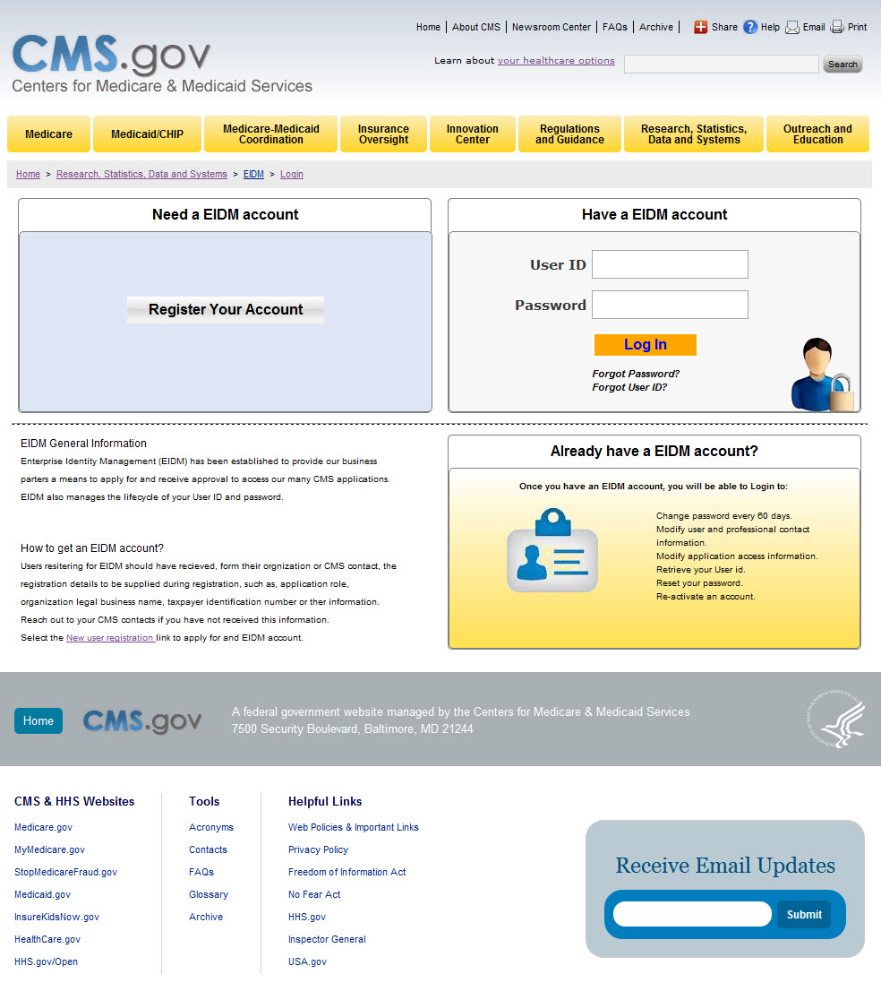 Home | About CMS | Newsroom Center | FAQs | Archive | Share Help Email Print
CMS.gov
Centers for Medicare & Medicaid Services
Learn about your healthcare options
Search
Medicare
Medicaid/CHIP
Medicare-Medicaid
Coordination
Insurance
Oversight
Innovation
Center
Regulations
and Guidance
Research, Statistics,
Data and Systems
Outreach and
Education
Home > Research, Statistics, Data and Systems > EIDM > Login
Need a EIDM account
Register Your Account
Have a EIDM account
User ID
Password
Log In
Forgot Password?
Forgot User ID?
EIDM General Information
Enterprise Identity Management (EIDM) has been established to provide our business
parters a means to apply for and receive approval to access our many CMS applications.
EIDM also manages the lifecycle of your User ID and password.
How to get an EIDM account?
Users resitering for EIDM should have recieved, form their orgnization or CMS contact, the
registration details to be supplied during registration, such as, application role,
organization legal business name, taxpayer identification number or ther information.
Reach out to your CMS contacts if you have not received this information.
Select the New user registration link to apply for and EIDM account.
Already have a EIDM account?
Once you have an EIDM account, you will be able to Login to:
Change password every 60 days.
Modify user and professional contact
information.
Modify application access information.
Retrieve your User id.
Reset your password.
Re-activate an account.
Home
CMS.gov
A federal government website managed by the Centers for Medicare & Medicaid Services
7500 Security Boulevard, Baltimore, MD 21244
CMS & HHS Websites
Medicare.gov
MyMedicare.gov
StopMedicareFraud.gov
Medicaid.gov
InsureKidsNow.gov
HealthCare.gov
HHS.gov/Open
Tools
Acronyms
Contacts
FAQs
Glossary
Archive
Helpful Links
Web Policies & Important Links
Privacy Policy
Freedom of Information Act
No Fear Act
HHS.gov
Inspector General
USA.gov
Receive Email Updates
Submit